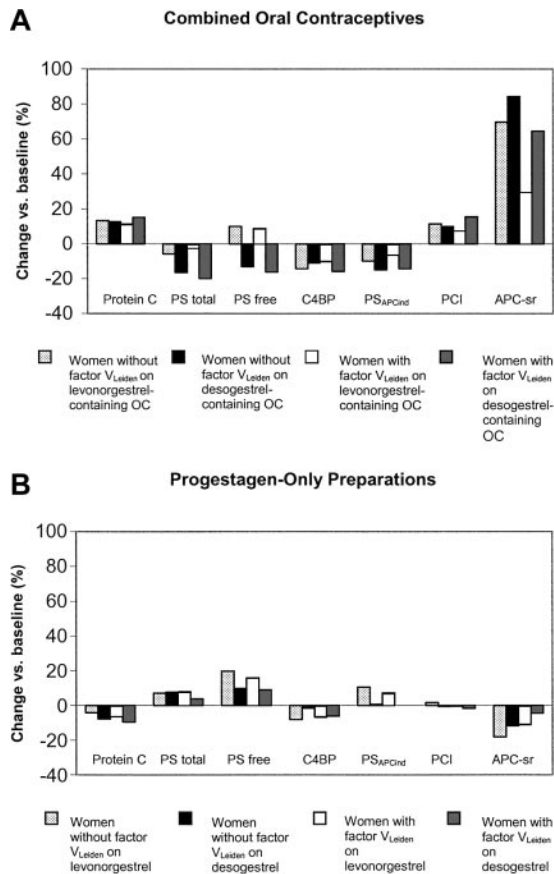 A
Combined Oral Contraceptives
Change vs. baseline (%)
100
80
60
40
20
0
-20
-40
Protein C PS total PS free C4BP PSAPCind PCI APC-sr
Women without
factor VLeiden on
levonorgestrel-
containing OC
Women without
factor VLeiden on
desogestrel-
containing OC
Women with
factor VLeiden on
levonorgestrel-
containing OC
Women with
factor VLeiden
on
desogestrel-
containing
OC
B
Progestagen-Only Preparations
Change vs. baseline (%)
100
80
60
40
20
0
-20
-40
Protein C PS total PS free C4BP PSAPCind PCI APC-sr
Women
without factor
VLeiden on
levonorgestrel
Women
without factor
VLeiden on
desogestrel
Women with
factor VLeiden
on
levonorgestrel
Women with
factor VLeiden
on desogestrel